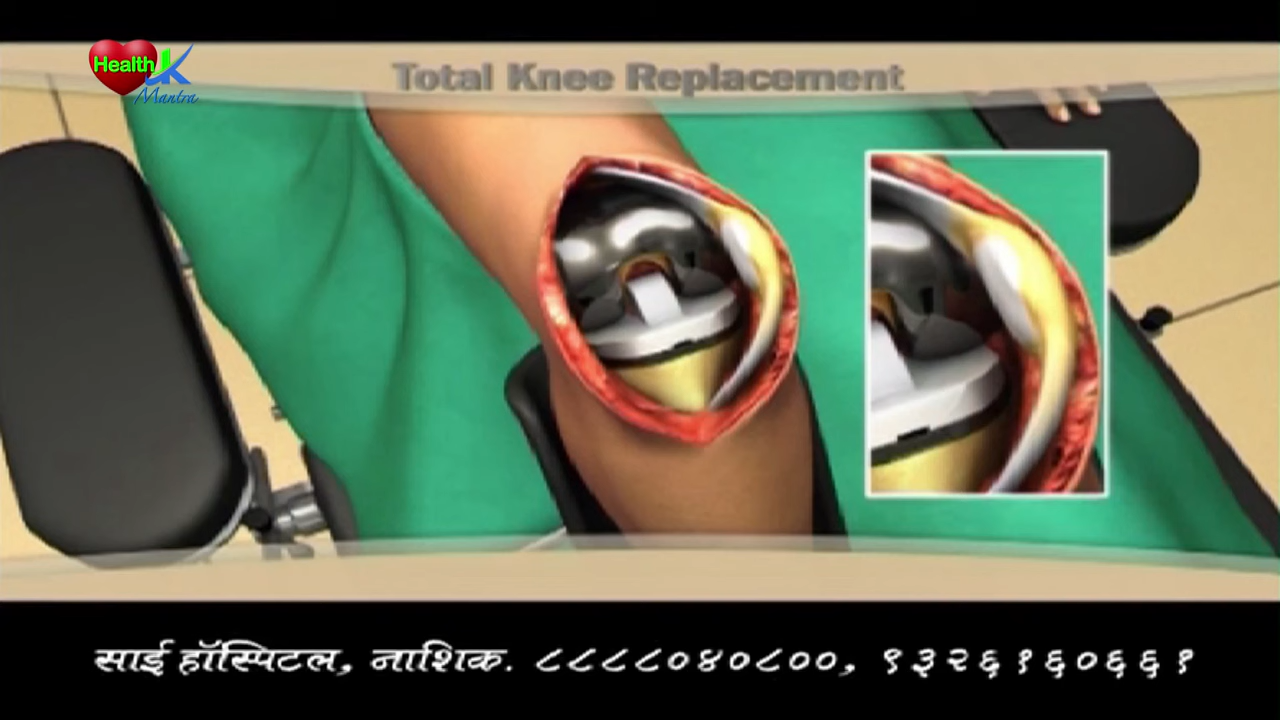 Health K
Mantra
Total Knee Replacement
साई हॉस्पिटल, नाशिक. ८८८८०४०८००, ९३२६१६०६६१